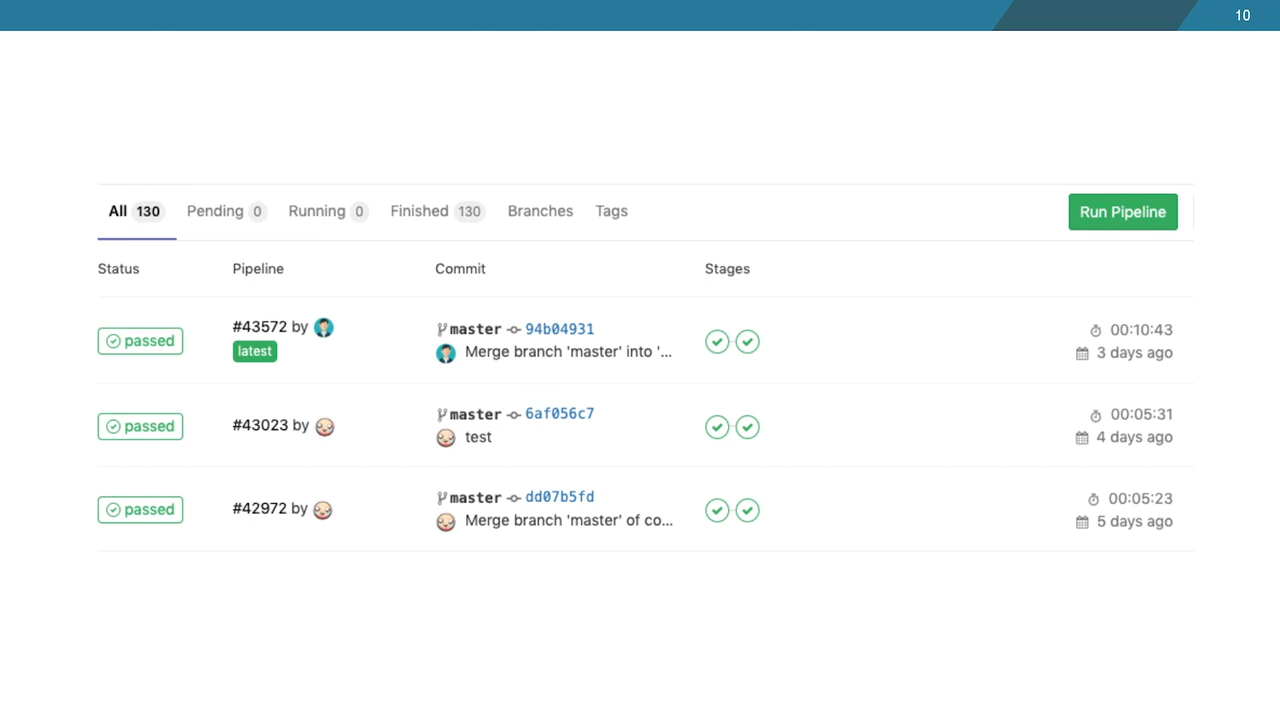 10
All 130 Pending 0 Running 0 Finished 130 Branches Tags Run Pipeline
Status Pipeline Commit Stages
passed #43572 by master 94b04931 00:10:43
latest Merge branch 'master' into '... 3 days ago
passed #43023 by master 6af056c7 00:05:31
test 4 days ago
passed #42972 by master dd07b5fd 00:05:23
Merge branch 'master' of co... 5 days ago